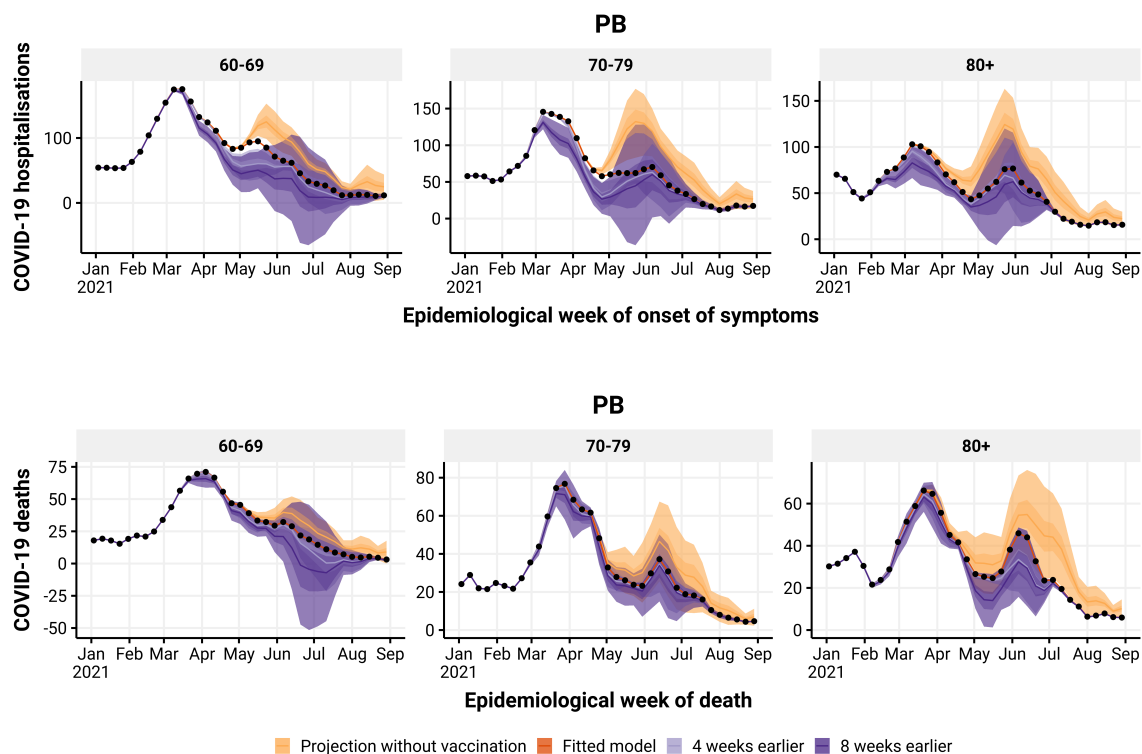 PB
60-69 70-79 80+
COVID-19 hospitalisations
100
0
Jan Feb Mar Apr May Jun Jul Aug Sep
2021
150
100
50
0
Jan Feb Mar Apr May Jun Jul Aug Sep
2021
150
100
50
0
Jan Feb Mar Apr May Jun Jul Aug Sep
2021
Epidemiological week of onset of symptoms
PB
60-69 70-79 80+
COVID-19 deaths
75
50
25
0
-25
-50
Jan Feb Mar Apr May Jun Jul Aug Sep
2021
80
60
40
20
0
Jan Feb Mar Apr May Jun Jul Aug Sep
2021
60
40
20
0
Jan Feb Mar Apr May Jun Jul Aug Sep
2021
Epidemiological week of death
Projection without vaccination Fitted model 4 weeks earlier 8 weeks earlier